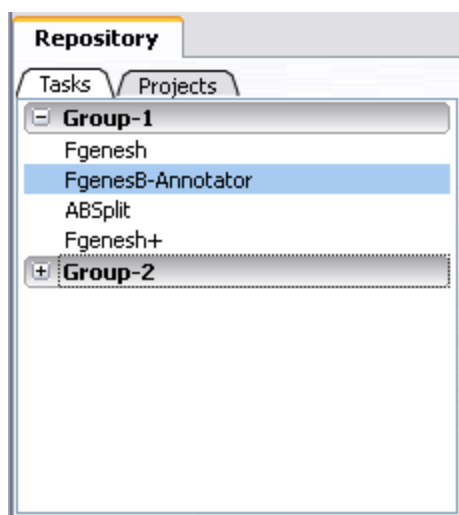 Repository
Tasks Projects
Group-1
Fgenesh
FgenesB-Annotator
ABSplit
Fgenesh+
Group-2